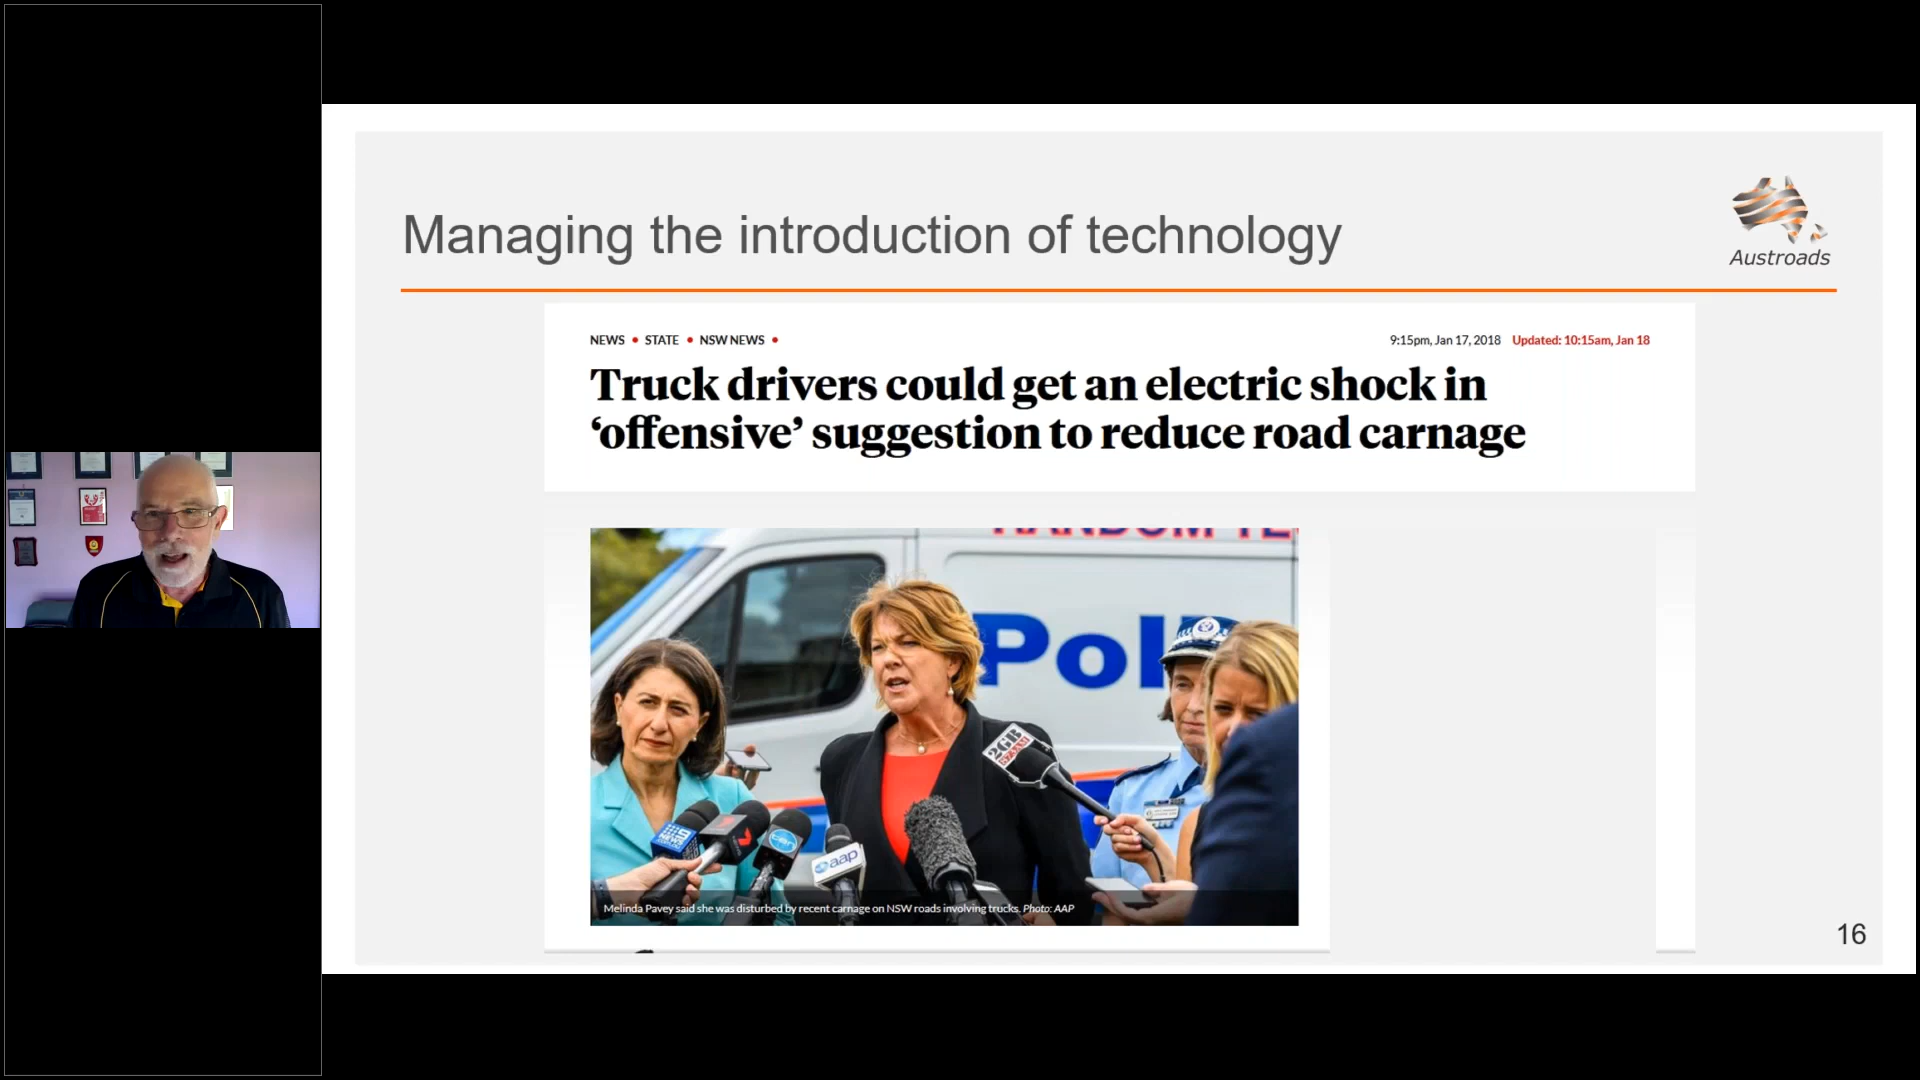 Managing the introduction of technology
Austroads
NEWS • STATE • NSW NEWS •
9:15pm, Jan 17, 2018 Updated: 10:15am, Jan 18
Truck drivers could get an electric shock in
‘offensive’ suggestion to reduce road carnage
Pol
2GB
aap
Melinda Pavey said she was disturbed by recent carnage on NSW roads involving trucks. Photo: AAP
16